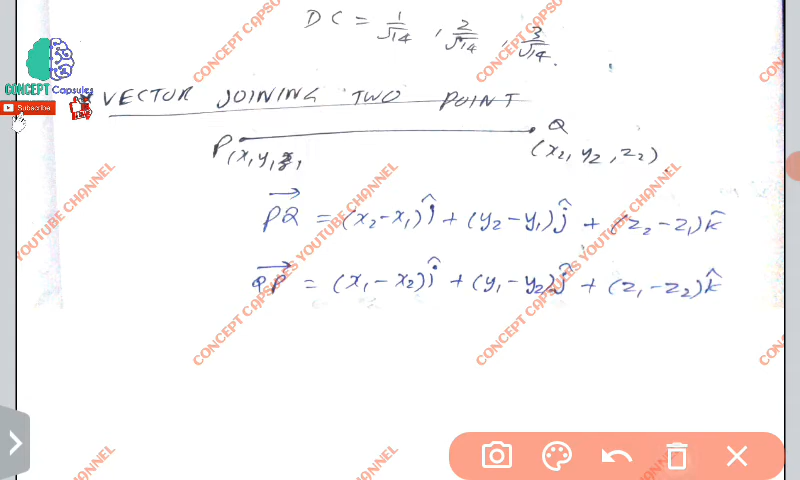 DC = 1/√14 , 2/√14 , 3/√14 .
CONCEPT Capsules
Subscribe
* VECTOR JOINING TWO POINT
P Q
(x₁ y₁ z₁ (x₂, y₂, z₂)
PQ⃗ = (x₂-x₁)î + (y₂-y₁)ĵ + (z₂-z₁)k̂
QP⃗ = (x₁-x₂)î + (y₁-y₂)ĵ + (z₁-z₂)k̂
CONCEPT CAPSULES YOUTUBE CHANNEL